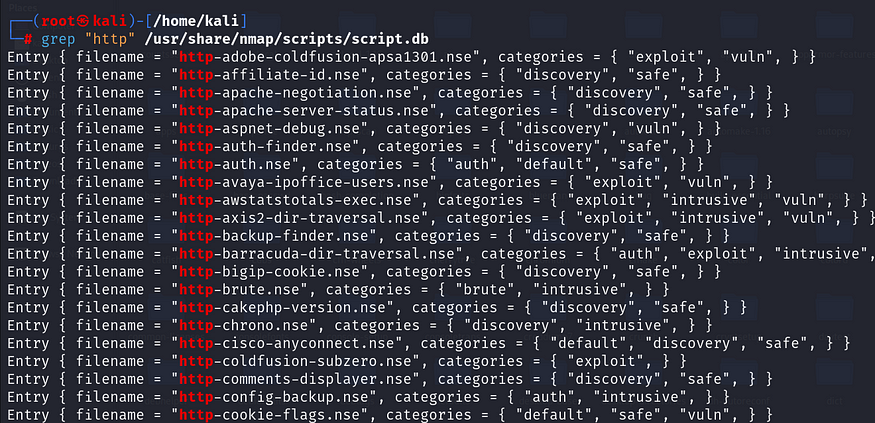 ┌──(root㉿kali)-[/home/kali]
└─# grep "http" /usr/share/nmap/scripts/script.db
Entry { filename = "http-adobe-coldfusion-apsa1301.nse", categories = { "exploit", "vuln", } }
Entry { filename = "http-affiliate-id.nse", categories = { "discovery", "safe", } }
Entry { filename = "http-apache-negotiation.nse", categories = { "discovery", "safe", } }
Entry { filename = "http-apache-server-status.nse", categories = { "discovery", "safe", } }
Entry { filename = "http-aspnet-debug.nse", categories = { "discovery", "vuln", } }
Entry { filename = "http-auth-finder.nse", categories = { "discovery", "safe", } }
Entry { filename = "http-auth.nse", categories = { "auth", "default", "safe", } }
Entry { filename = "http-avaya-ipoffice-users.nse", categories = { "exploit", "vuln", } }
Entry { filename = "http-awstatstotals-exec.nse", categories = { "exploit", "intrusive", "vuln", } }
Entry { filename = "http-axis2-dir-traversal.nse", categories = { "exploit", "intrusive", "vuln", } }
Entry { filename = "http-backup-finder.nse", categories = { "discovery", "safe", } }
Entry { filename = "http-barracuda-dir-traversal.nse", categories = { "auth", "exploit", "intrusive",
Entry { filename = "http-bigip-cookie.nse", categories = { "discovery", "safe", } }
Entry { filename = "http-brute.nse", categories = { "brute", "intrusive", } }
Entry { filename = "http-cakephp-version.nse", categories = { "discovery", "safe", } }
Entry { filename = "http-chrono.nse", categories = { "discovery", "intrusive", } }
Entry { filename = "http-cisco-anyconnect.nse", categories = { "default", "discovery", "safe", } }
Entry { filename = "http-coldfusion-subzero.nse", categories = { "exploit", } }
Entry { filename = "http-comments-displayer.nse", categories = { "discovery", "safe", } }
Entry { filename = "http-config-backup.nse", categories = { "auth", "intrusive", } }
Entry { filename = "http-cookie-flags.nse", categories = { "default", "safe", "vuln", } }